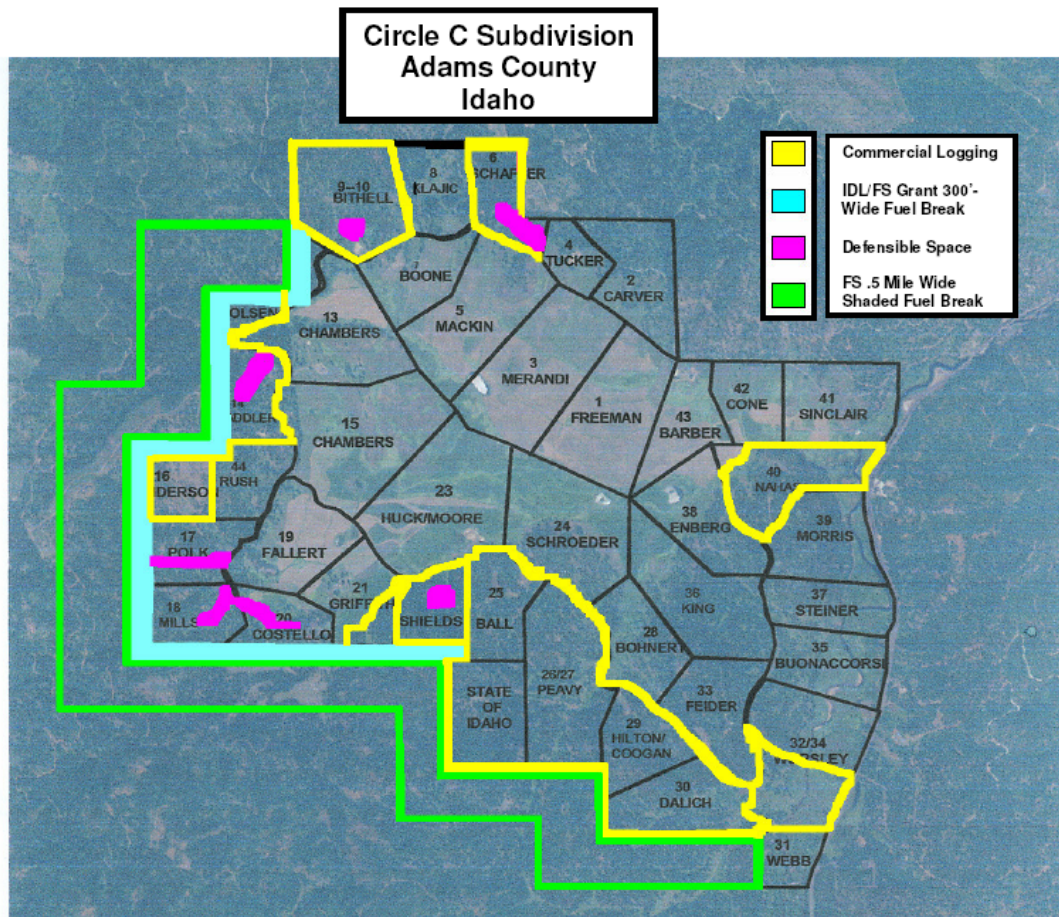 Circle C Subdivision
Adams County
Idaho
Commercial Logging
IDL/FS Grant 300'-
Wide Fuel Break
Defensible Space
FS .5 Mile Wide
Shaded Fuel Break
9--10
BITHELL
8
KLAJIC
6
SCHAFFER
4
TUCKER
2
CARVER
7
BOONE
5
MACKIN
OLSEN
13
CHAMBERS
3
MERANDI
1
FREEMAN
42
CONE
41
SINCLAIR
43
BARBER
15
CHAMBERS
44
RUSH
16
40
23
HUCK/MOORE
38
ENBERG
39
MORRIS
24
SCHROEDER
17
POLK
19
FALLERT
21
18
MILLS
20
COSTELLO
SHIELDS
25
BALL
36
KING
37
STEINER
28
BOHNERT
35
BUONACCORSI
26/27
PEAVY
STATE
OF
IDAHO
33
FEIDER
29
HILTON/
COOGAN
32/34
30
DALICH
31
WEBB